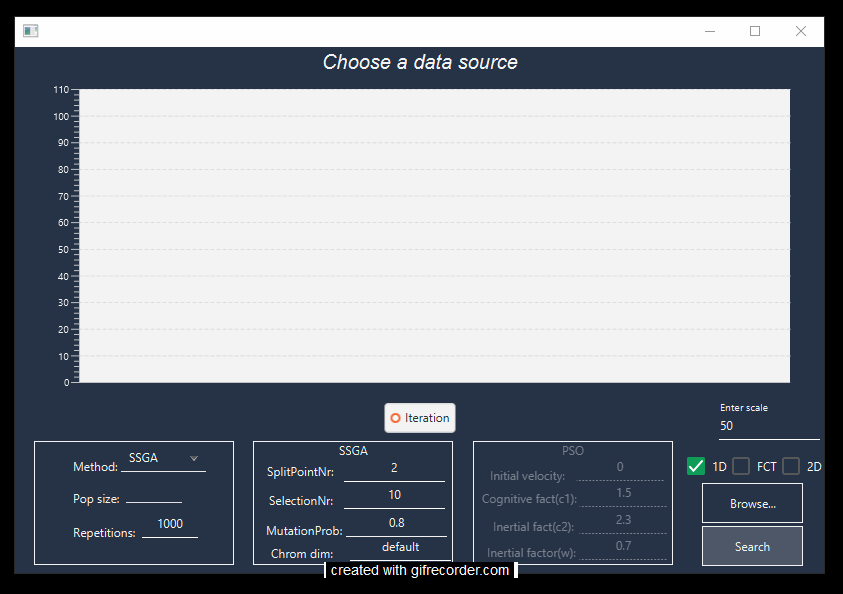 Choose a data source
110
100
90
80
70
60
50
40
30
20
10
0
Iteration
Enter scale
50
Method: SSGA
Pop size:
Repetitions: 1000
SSGA
SplitPointNr: 2
SelectionNr: 10
MutationProb: 0.8
Chrom dim: default
PSO
Initial velocity: 0
Cognitive fact(c1): 1.5
Inertial fact(c2): 2.3
Inertial factor(w): 0.7
1D FCT 2D
Browse...
Search
created with gifrecorder.com